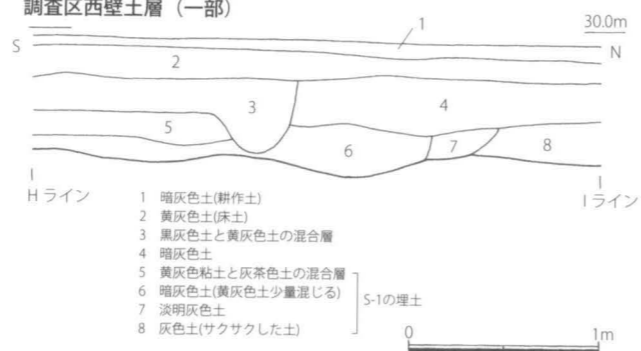 調査区西壁土層（一部）
1
30.0m
S
N
2
3
4
5
6
7
8
Hライン
Iライン
1 暗灰色土(耕作土)
2 黄灰色土(床土)
3 黒灰色土と黄灰色土の混合層
4 暗灰色土
5 黄灰色粘土と灰茶色土の混合層
6 暗灰色土(黄灰色土少量混じる)
7 淡明灰色土
8 灰色土(サクサクした土)
S-1の埋土
0
1m